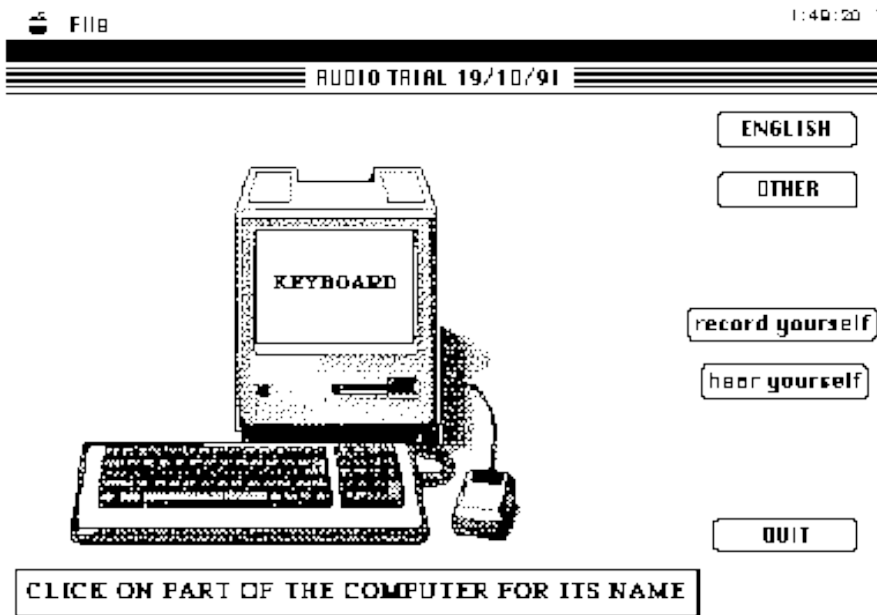 File
1:49:20
AUDIO TRIAL 19/10/91
ENGLISH
OTHER
KEYBOARD
record yourself
hear yourself
QUIT
CLICK ON PART OF THE COMPUTER FOR ITS NAME